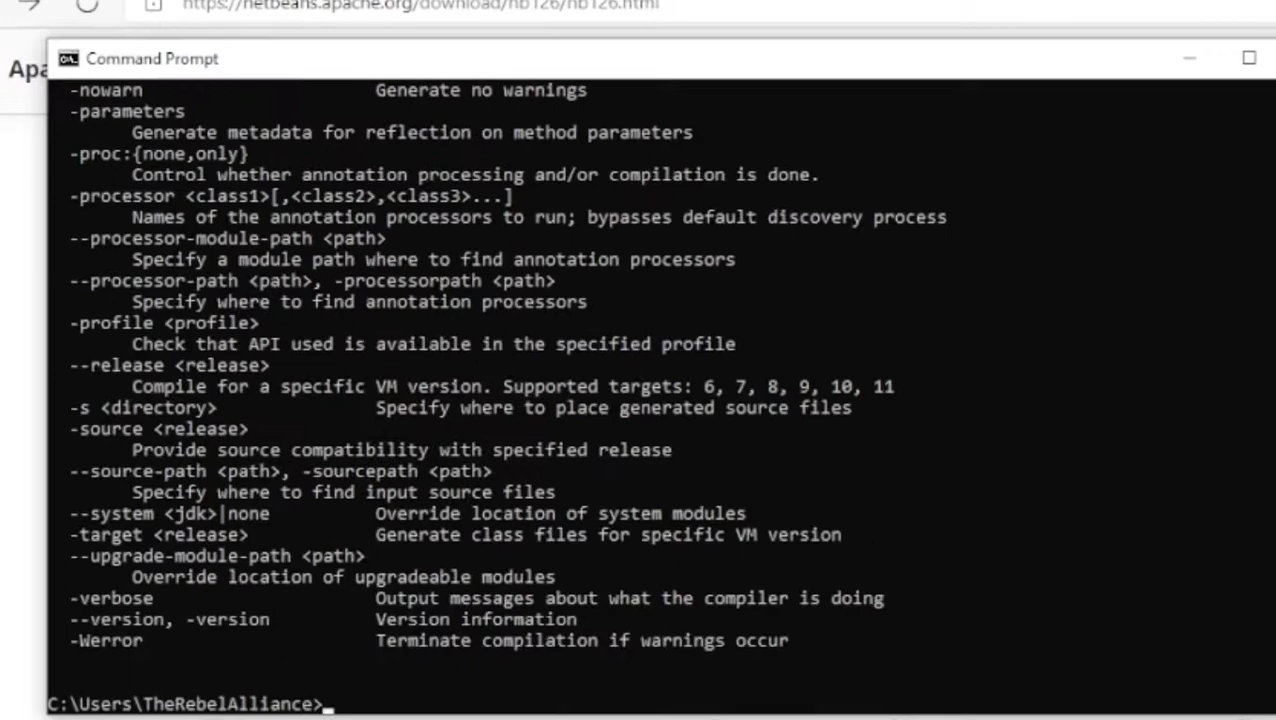 https://netbeans.apache.org/download/nb126/nb126.html
Apa
Command Prompt
-nowarn Generate no warnings
-parameters
Generate metadata for reflection on method parameters
-proc:{none,only}
Control whether annotation processing and/or compilation is done.
-processor <class1>[,<class2>,<class3>...]
Names of the annotation processors to run; bypasses default discovery process
--processor-module-path <path>
Specify a module path where to find annotation processors
--processor-path <path>, -processorpath <path>
Specify where to find annotation processors
-profile <profile>
Check that API used is available in the specified profile
--release <release>
Compile for a specific VM version. Supported targets: 6, 7, 8, 9, 10, 11
-s <directory> Specify where to place generated source files
-source <release>
Provide source compatibility with specified release
--source-path <path>, -sourcepath <path>
Specify where to find input source files
--system <jdk>|none Override location of system modules
-target <release> Generate class files for specific VM version
--upgrade-module-path <path>
Override location of upgradeable modules
-verbose Output messages about what the compiler is doing
--version, -version Version information
-Werror Terminate compilation if warnings occur
C:\Users\TheRebelAlliance>